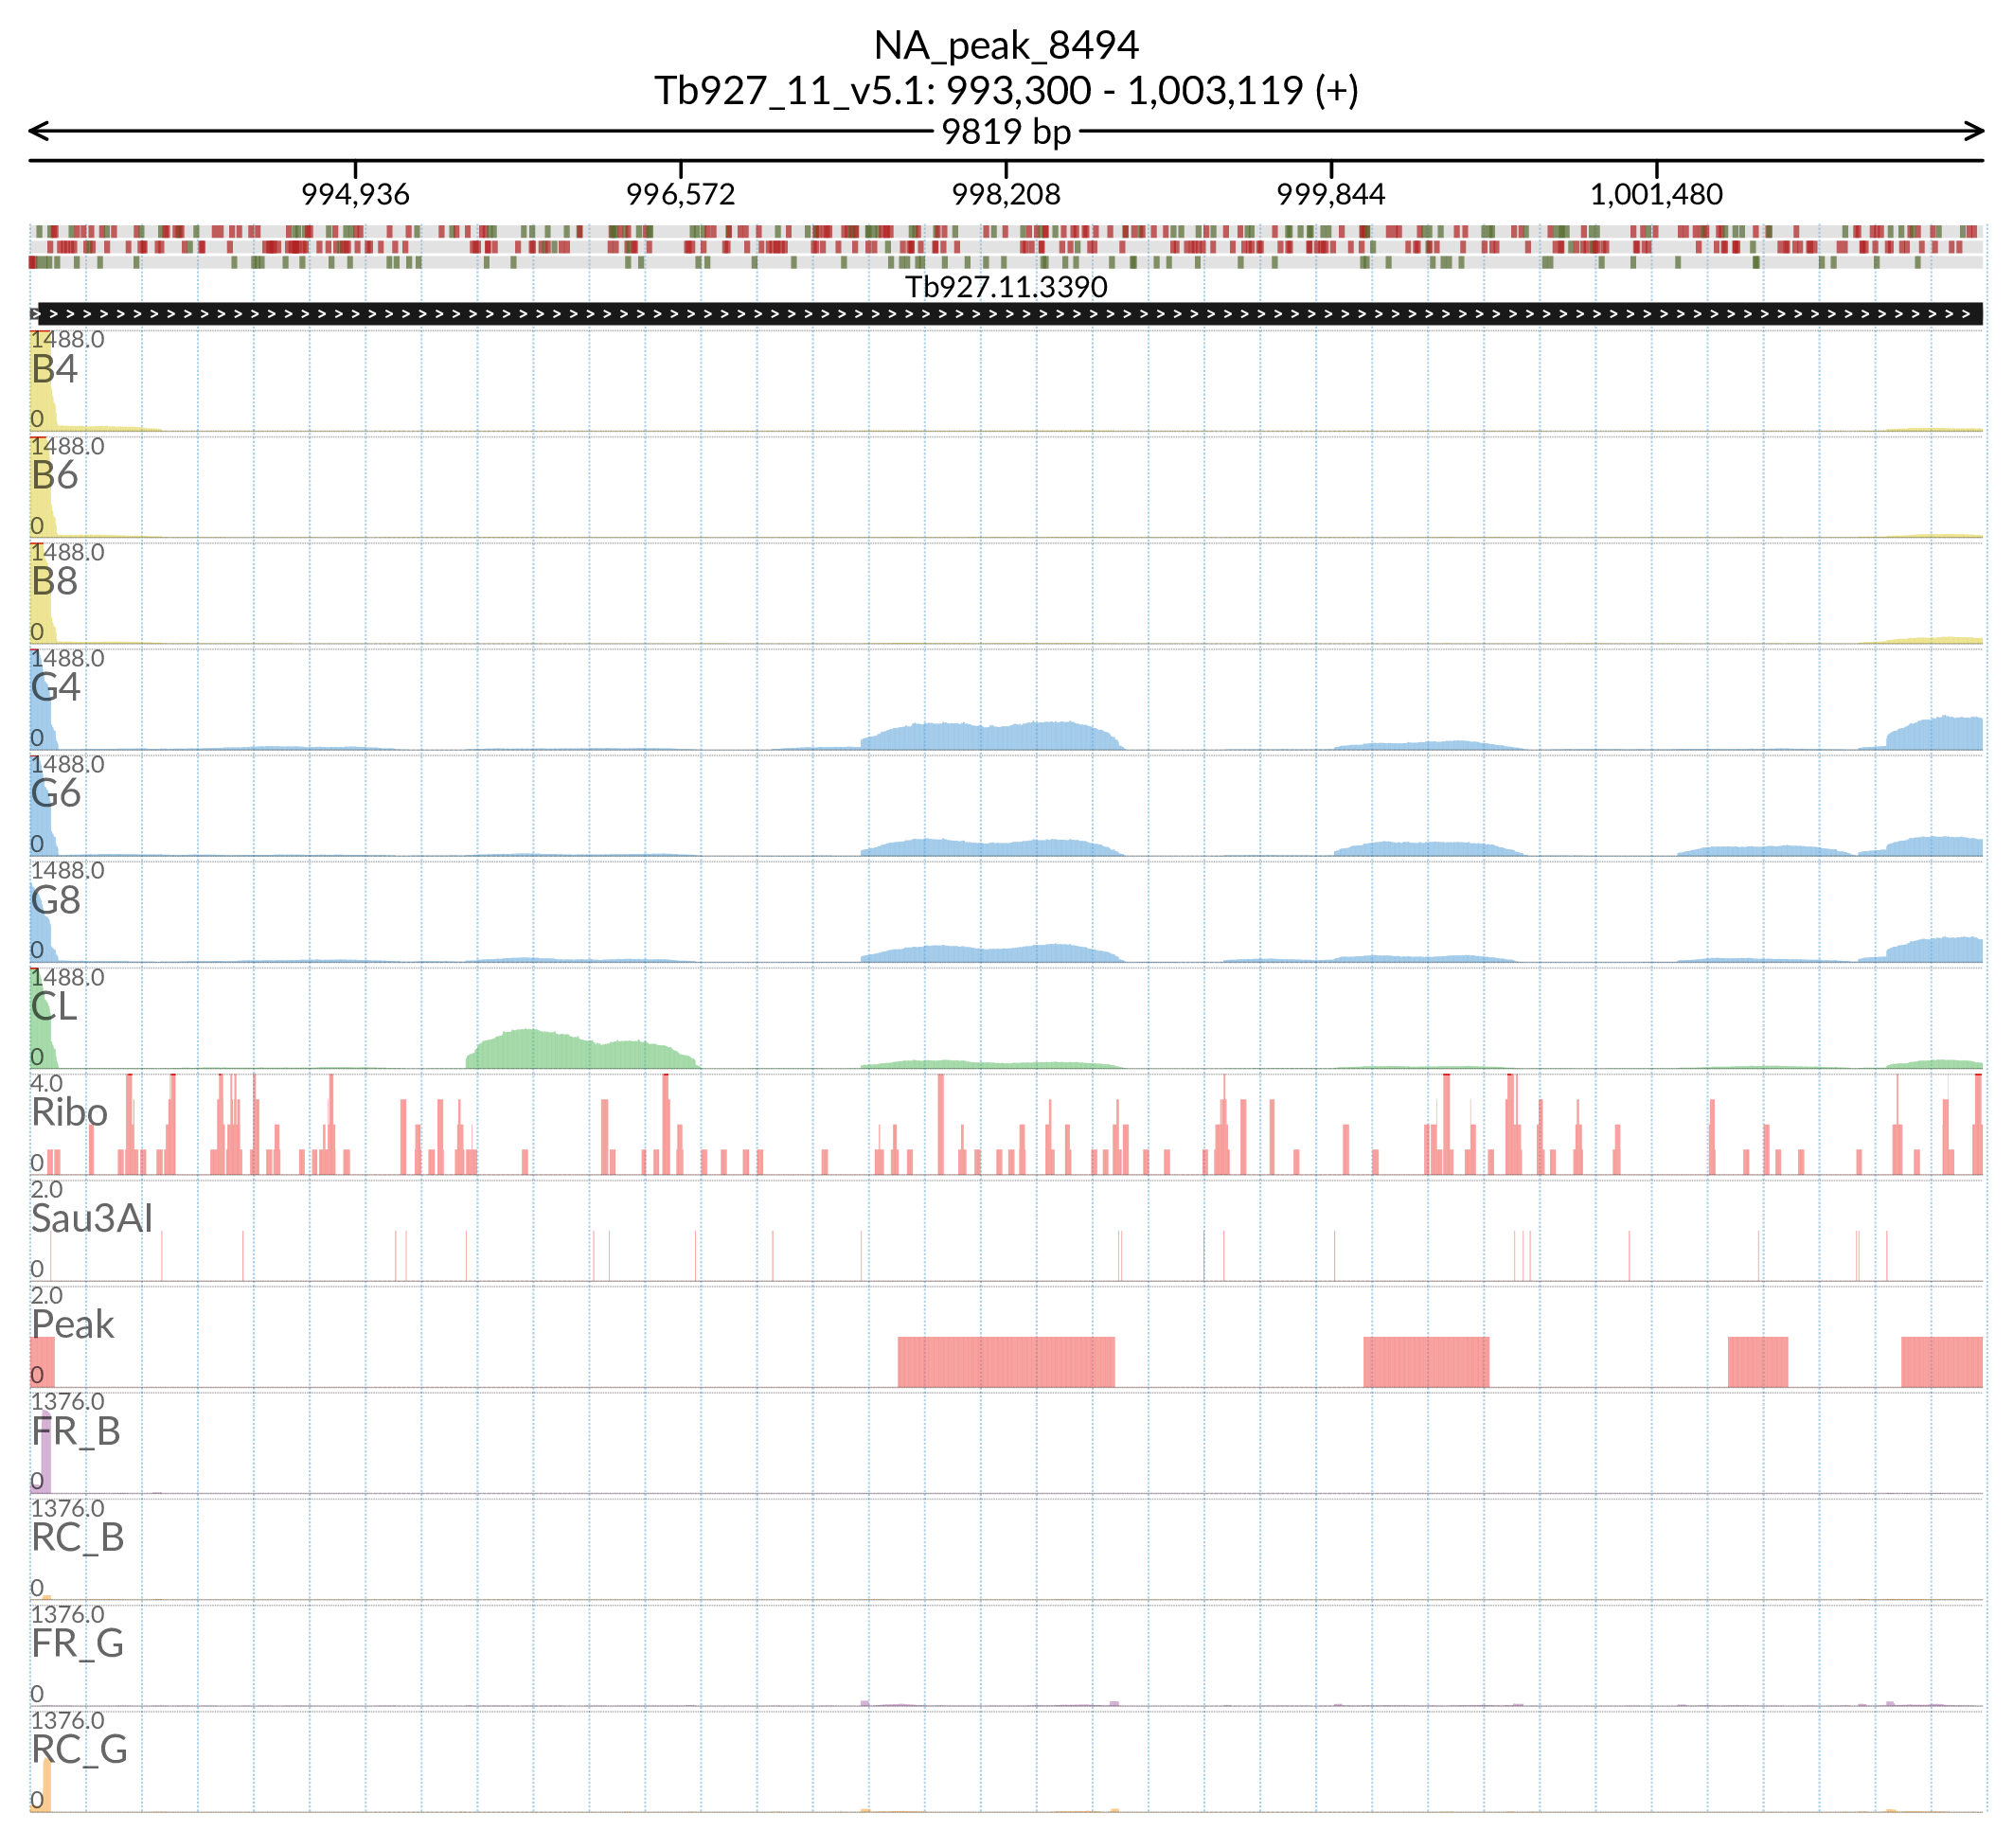 NA_peak_8494
Tb927_11_v5.1: 993,300 - 1,003,119 (+)
9819 bp
994,936 996,572 998,208 999,844 1,001,480
Tb927.11.3390
1488.0
B4
0
1488.0
B6
0
1488.0
B8
0
1488.0
G4
0
1488.0
G6
0
1488.0
G8
0
1488.0
CL
0
4.0
Ribo
0
2.0
Sau3AI
0
2.0
Peak
0
1376.0
FR_B
0
1376.0
RC_B
0
1376.0
FR_G
0
1376.0
RC_G
0